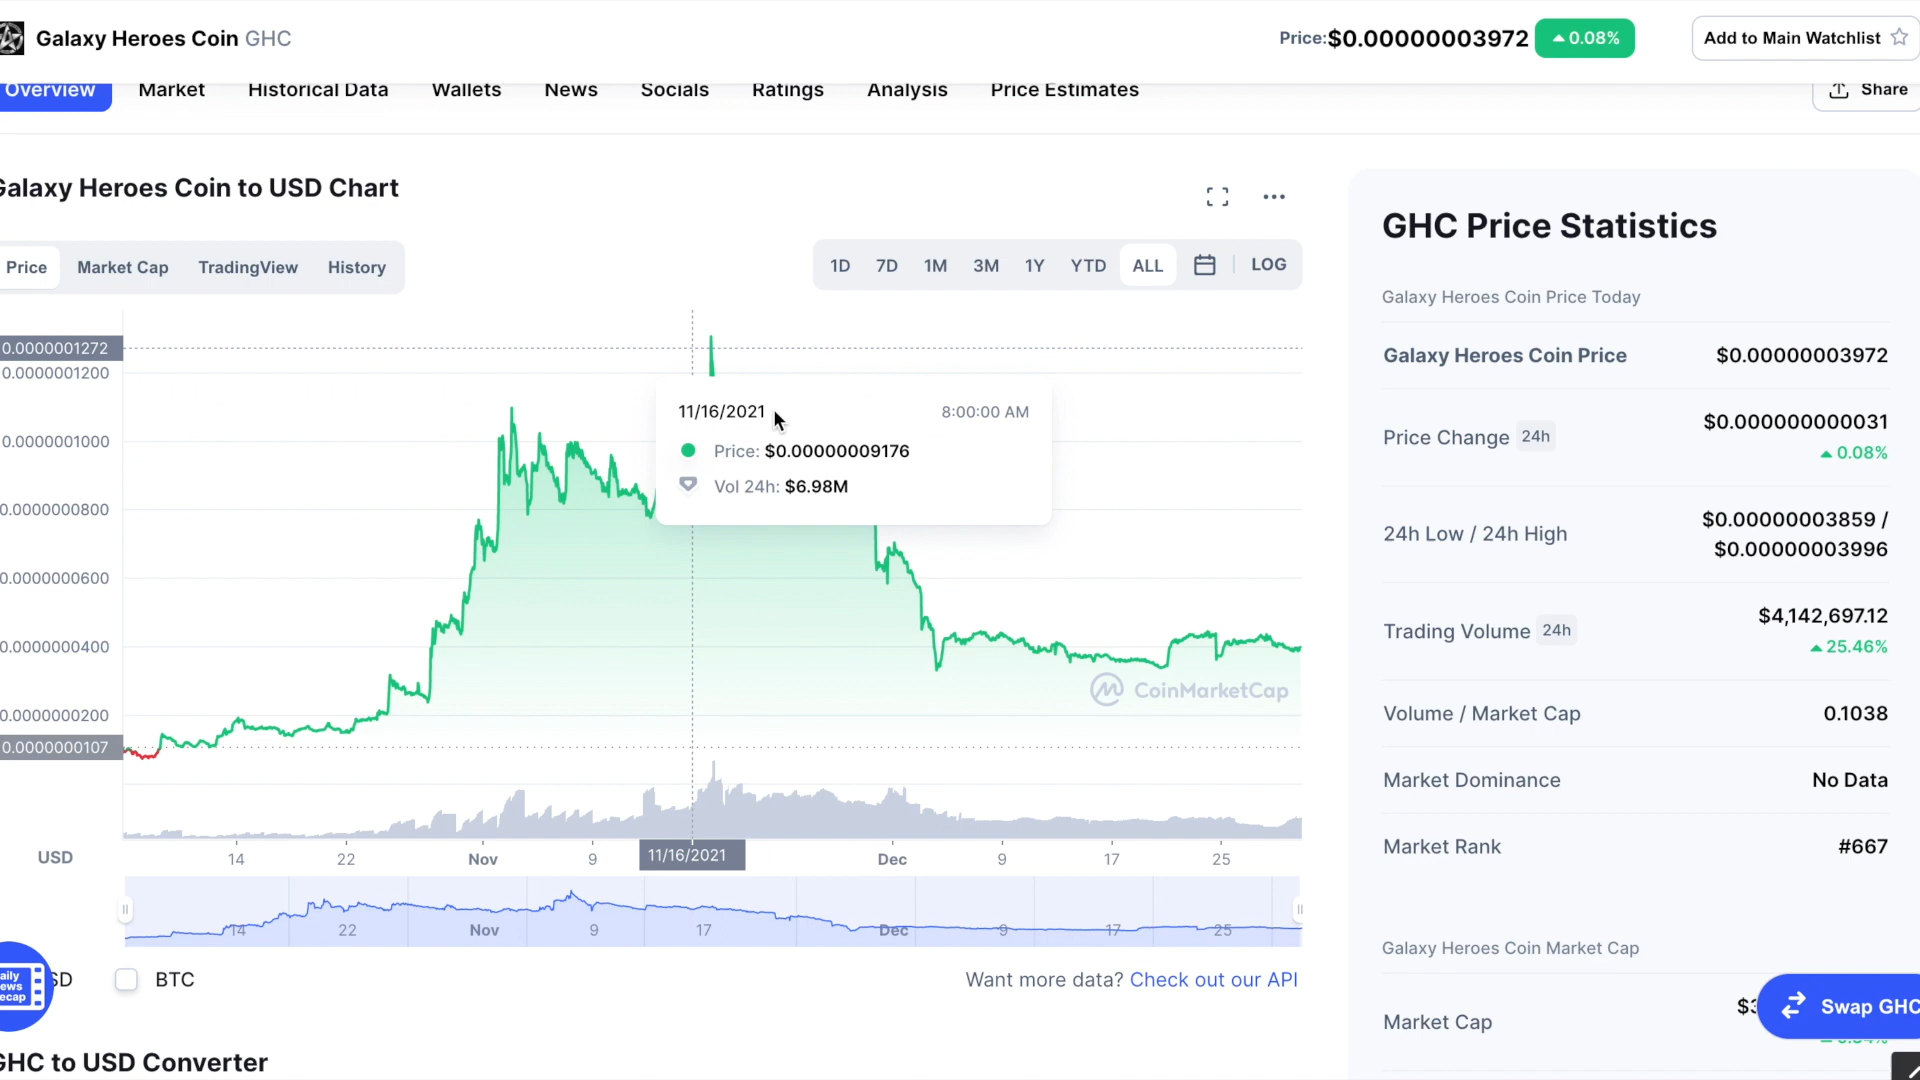 Galaxy Heroes Coin GHC
Price:$0.00000003972 0.08% Add to Main Watchlist
Overview Market Historical Data Wallets News Socials Ratings Analysis Price Estimates Share
Galaxy Heroes Coin to USD Chart
Price Market Cap TradingView History
1D 7D 1M 3M 1Y YTD ALL LOG
0.0000001272
0.0000001200
0.0000001000
0.0000000800
0.0000000600
0.0000000400
0.0000000200
0.0000000107
11/16/2021 8:00:00 AM
Price: $0.00000009176
Vol 24h: $6.98M
CoinMarketCap
USD 14 22 Nov 9 11/16/2021 Dec 9 17 25
14 22 Nov 9 17 Dec 9 17 25
BTC
Want more data? Check out our API
GHC to USD Converter
GHC Price Statistics
Galaxy Heroes Coin Price Today
Galaxy Heroes Coin Price $0.00000003972
Price Change 24h $0.000000000031
0.08%
24h Low / 24h High $0.00000003859 /
$0.00000003996
Trading Volume 24h $4,142,697.12
25.46%
Volume / Market Cap 0.1038
Market Dominance No Data
Market Rank #667
Galaxy Heroes Coin Market Cap
Market Cap
Swap GHC